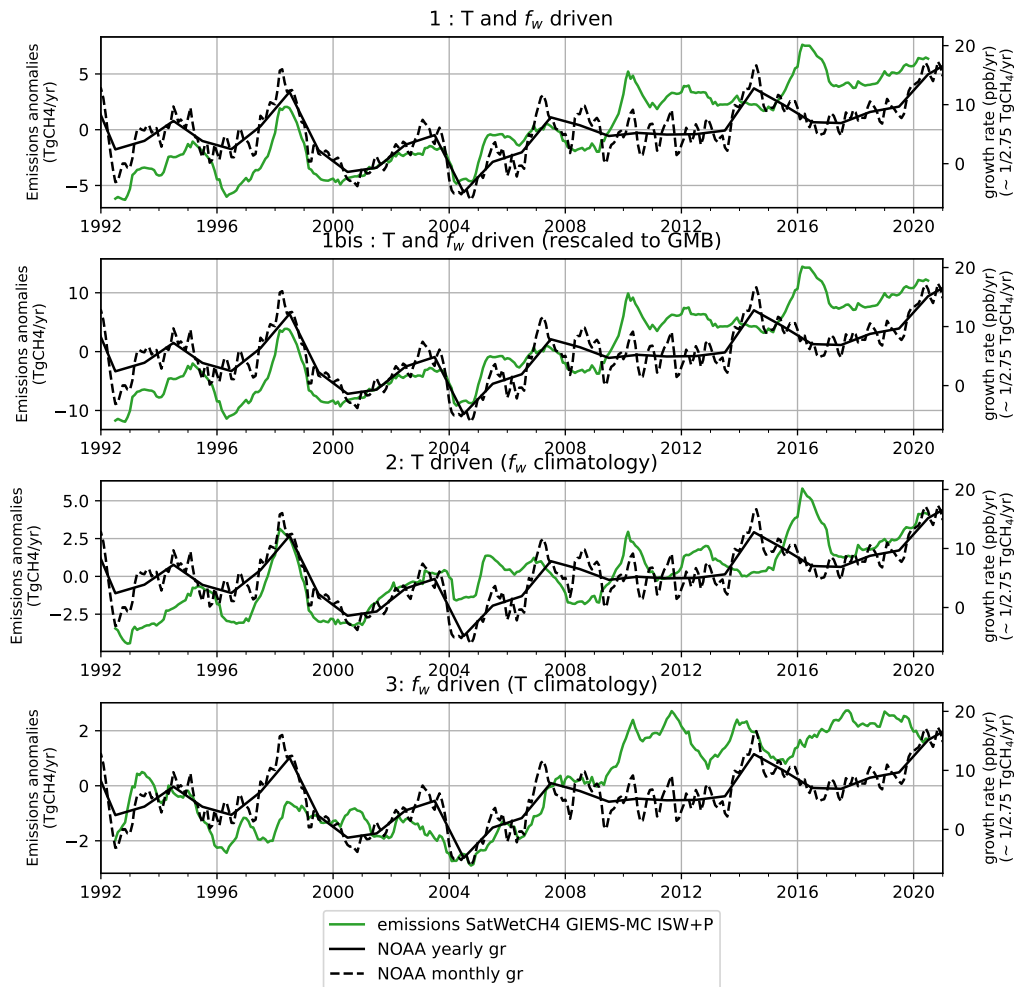 1 : T and f_w driven
Emissions anomalies
(TgCH4/yr)
5
0
−5
20
10
0
growth rate (ppb/yr)
(~ 1/2.75 TgCH₄/yr)
1992 1996 2000 2004 2008 2012 2016 2020
1bis : T and f_w driven (rescaled to GMB)
Emissions anomalies
(TgCH4/yr)
10
0
−10
20
10
0
growth rate (ppb/yr)
(~ 1/2.75 TgCH₄/yr)
1992 1996 2000 2004 2008 2012 2016 2020
2: T driven (f_w climatology)
Emissions anomalies
(TgCH4/yr)
5.0
2.5
0.0
−2.5
20
10
0
growth rate (ppb/yr)
(~ 1/2.75 TgCH₄/yr)
1992 1996 2000 2004 2008 2012 2016 2020
3: f_w driven (T climatology)
Emissions anomalies
(TgCH4/yr)
2
0
−2
20
10
0
growth rate (ppb/yr)
(~ 1/2.75 TgCH₄/yr)
1992 1996 2000 2004 2008 2012 2016 2020
emissions SatWetCH4 GIEMS-MC ISW+P
NOAA yearly gr
NOAA monthly gr